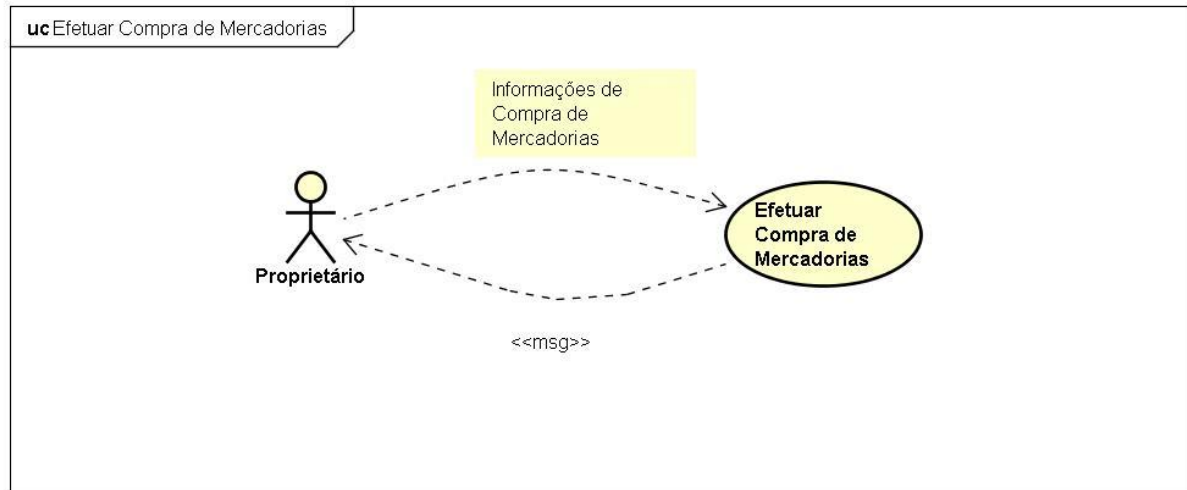 uc Efetuar Compra de Mercadorias
Informações de
Compra de
Mercadorias
Efetuar
Compra de
Mercadorias
Proprietário
<<msg>>